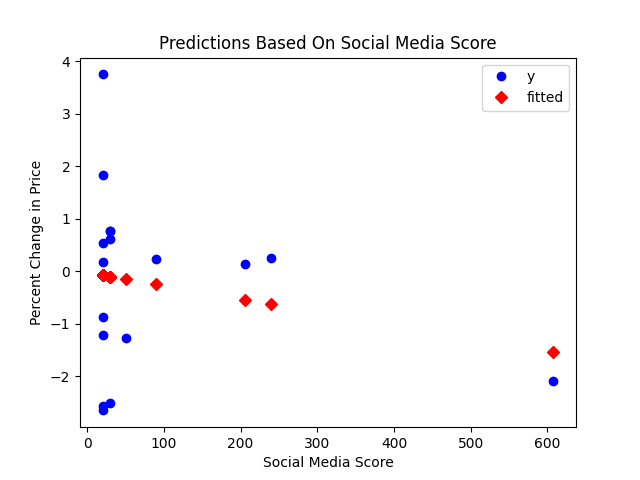 Predictions Based On Social Media Score
y
fitted
Percent Change in Price
4
3
2
1
0
−1
−2
0 100 200 300 400 500 600
Social Media Score